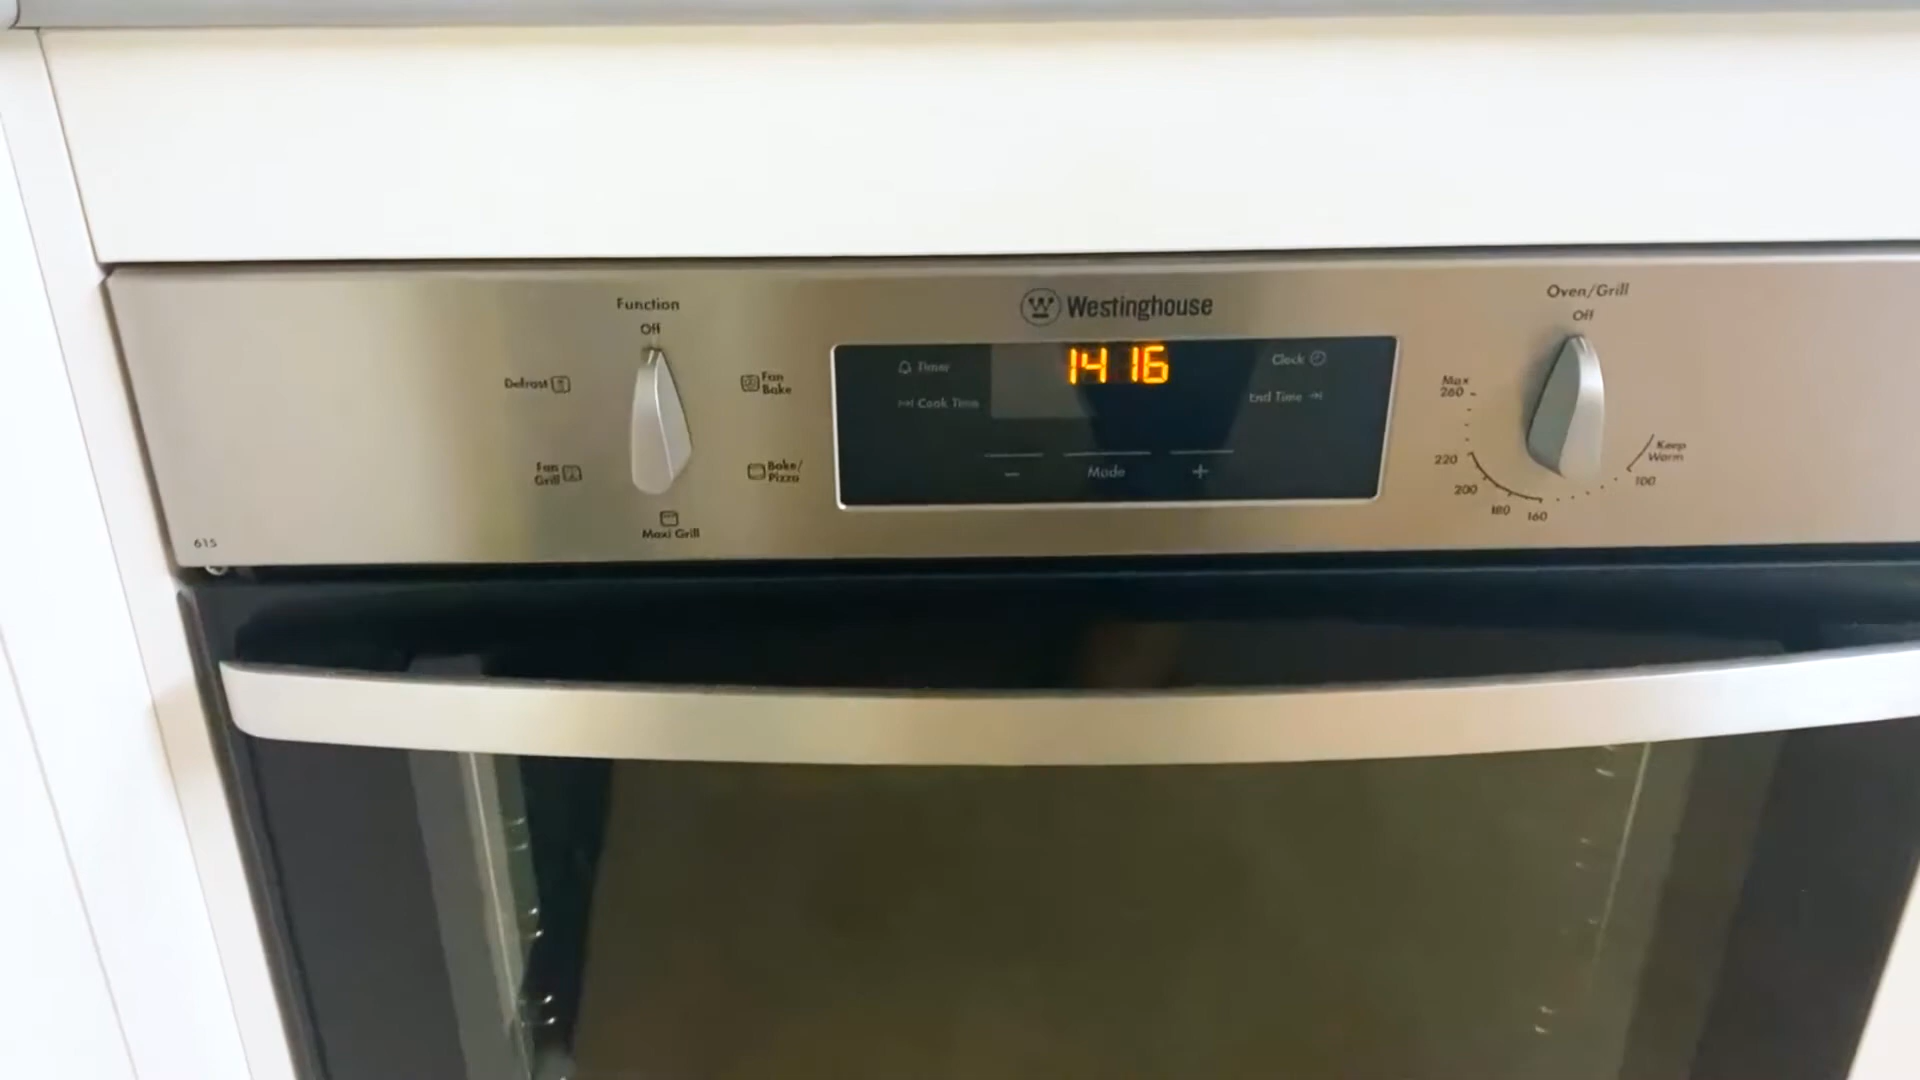 Function
Off
Defrost
Fan
Bake
Fan
Grill
Bake/
Pizza
Maxi Grill
615
Westinghouse
Timer
14 16
Clock
Cook Time
End Time
- Mode +
Oven/Grill
Off
Max
260
220
200
180
160
100
Keep
Warm